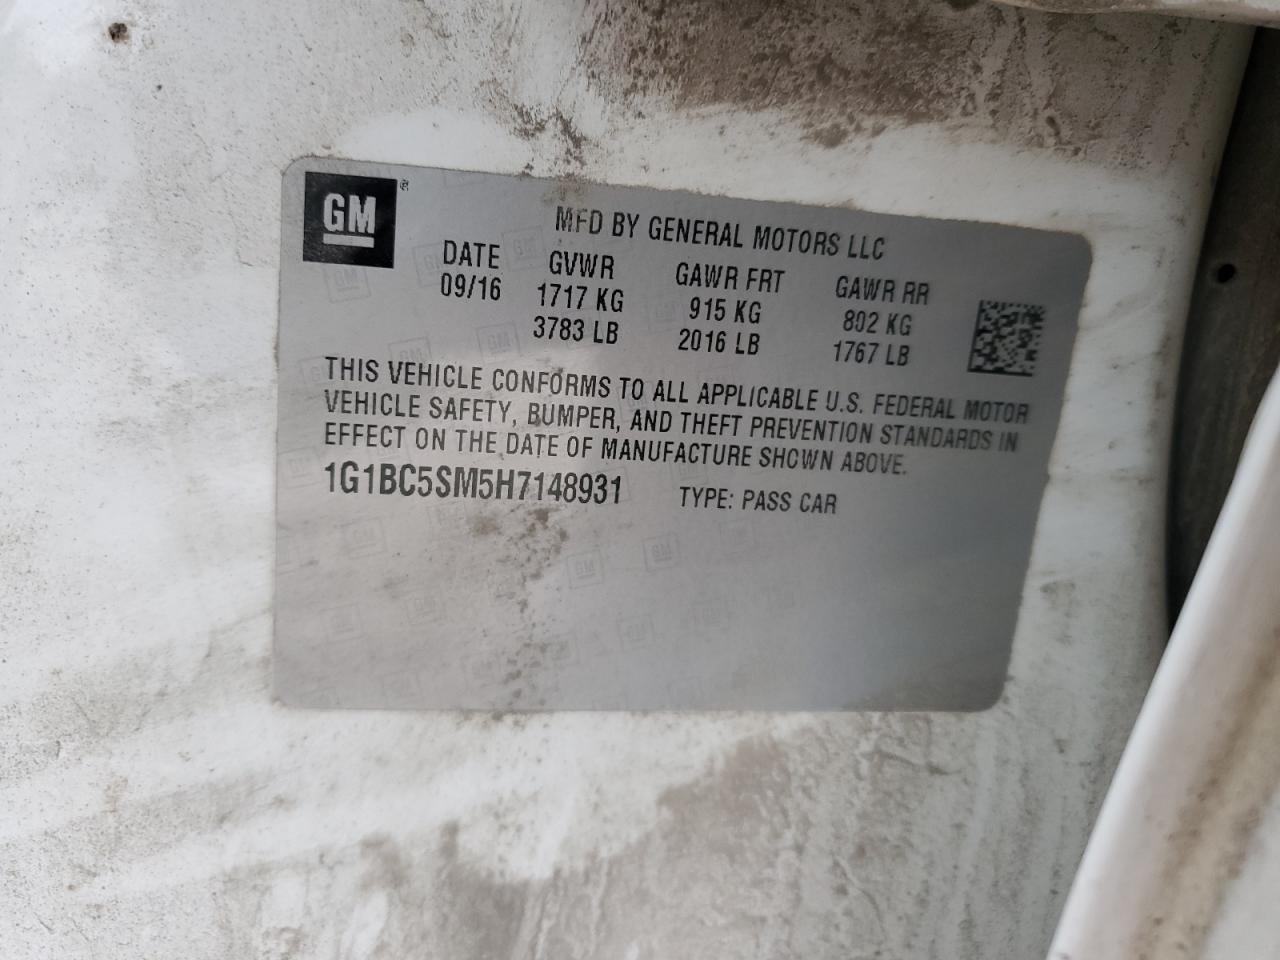 GM ®
MFD BY GENERAL MOTORS LLC
DATE GVWR GAWR FRT GAWR RR
09/16 1717 KG 915 KG 802 KG
3783 LB 2016 LB 1767 LB
THIS VEHICLE CONFORMS TO ALL APPLICABLE U.S. FEDERAL MOTOR
VEHICLE SAFETY, BUMPER, AND THEFT PREVENTION STANDARDS IN
EFFECT ON THE DATE OF MANUFACTURE SHOWN ABOVE.
1G1BC5SM5H7148931 TYPE: PASS CAR